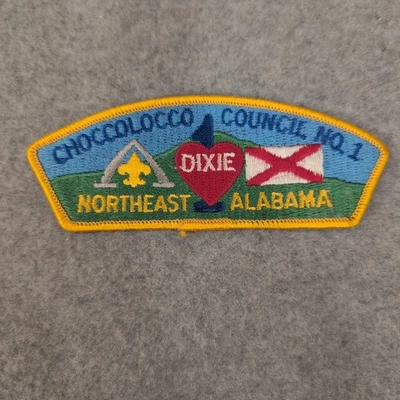 CHOCCOLOCCO COUNCIL NO. 1
DIXIE
NORTHEAST ALABAMA